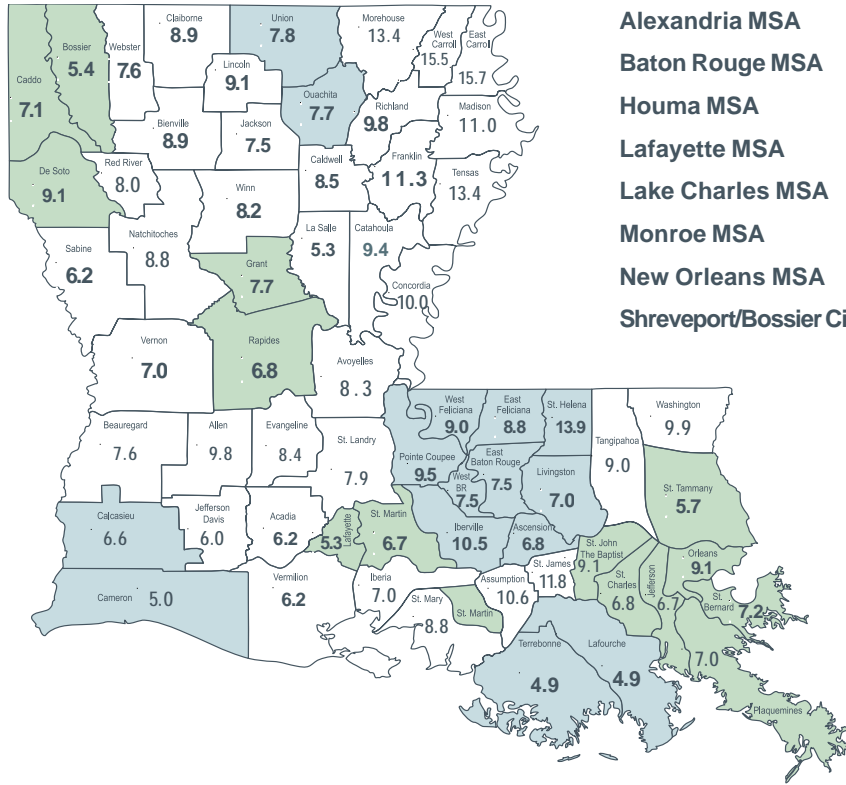 Claiborne
8.9
Union
7.8
Morehouse
13.4
West
Carroll
15.5
East
Carroll
15.7
Bossier
5.4
Webster
7.6
Caddo
7.1
Lincoln
9.1
Ouachita
7.7
Richland
9.8
Madison
11.0
Bienville
8.9
Jackson
7.5
De Soto
9.1
Red River
8.0
Caldwell
8.5
Franklin
11.3
Tensas
13.4
Winn
8.2
Natchitoches
8.8
Sabine
6.2
La Salle
5.3
Catahoula
9.4
Grant
7.7
Concordia
10.0
Vernon
7.0
Rapides
6.8
Avoyelles
8.3
Beauregard
7.6
Allen
9.8
Evangeline
8.4
St. Landry
7.9
Pointe Coupee
9.5
West
Feliciana
9.0
East
Feliciana
8.8
St. Helena
13.9
Tangipahoa
9.0
Washington
9.9
West
BR
7.5
East
Baton Rouge
7.5
Livingston
7.0
St. Tammany
5.7
Calcasieu
6.6
Jefferson
Davis
6.0
Acadia
6.2
Lafayette
5.3
St. Martin
6.7
Iberville
10.5
Ascension
6.8
St. John
The Baptist
9.1
Orleans
9.1
Cameron
5.0
Vermilion
6.2
Iberia
7.0
St. Mary
8.8
St. Martin
Assumption
10.6
St. James
11.8
St.
Charles
6.8
Jefferson
6.7
St.
Bernard
7.2
Terrebonne
4.9
Lafourche
4.9
7.0
Plaquemines
Alexandria MSA
Baton Rouge MSA
Houma MSA
Lafayette MSA
Lake Charles MSA
Monroe MSA
New Orleans MSA
Shreveport/Bossier Ci